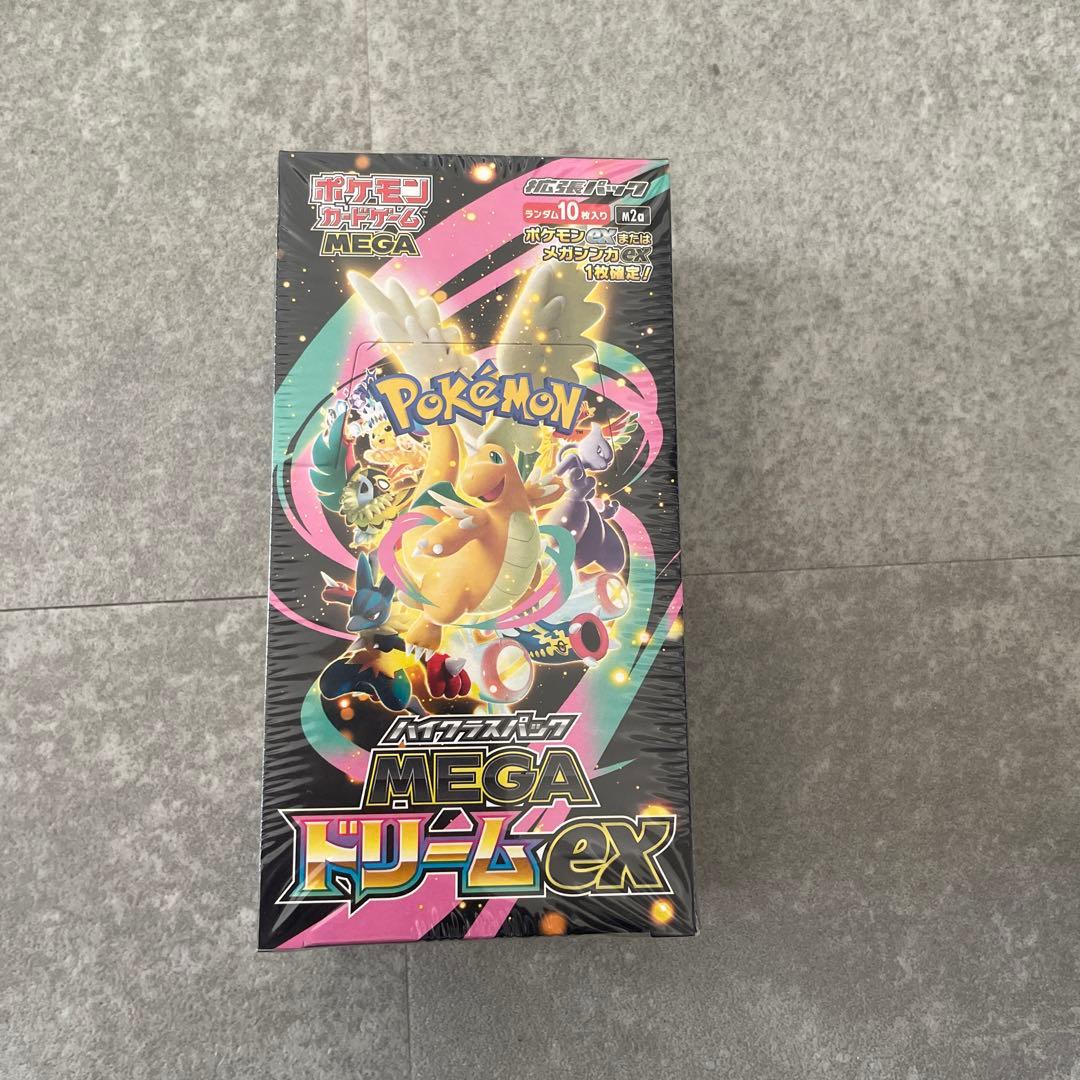 ポケモン
カードゲーム
MEGA
拡張パック
ランダム10枚入り M2a
ポケモンexまたは
メガシンカex
1枚確定!
POKÉMON
TM
ハイクラスパック
MEGA
ドリームex